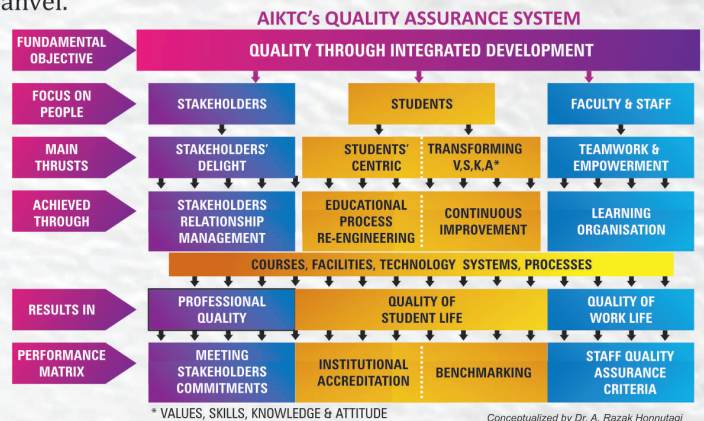 anvel.
AIKTC's QUALITY ASSURANCE SYSTEM
FUNDAMENTAL
OBJECTIVE
QUALITY THROUGH INTEGRATED DEVELOPMENT
FOCUS ON
PEOPLE
STAKEHOLDERS
STUDENTS
FACULTY & STAFF
MAIN
THRUSTS
STAKEHOLDERS'
DELIGHT
STUDENTS'
CENTRIC
TRANSFORMING
V,S,K,A*
TEAMWORK &
EMPOWERMENT
ACHIEVED
THROUGH
STAKEHOLDERS
RELATIONSHIP
MANAGEMENT
EDUCATIONAL
PROCESS
RE-ENGINEERING
CONTINUOUS
IMPROVEMENT
LEARNING
ORGANISATION
COURSES, FACILITIES, TECHNOLOGY SYSTEMS, PROCESSES
RESULTS IN
PROFESSIONAL
QUALITY
QUALITY OF
STUDENT LIFE
QUALITY OF
WORK LIFE
PERFORMANCE
MATRIX
MEETING
STAKEHOLDERS
COMMITMENTS
INSTITUTIONAL
ACCREDITATION
BENCHMARKING
STAFF QUALITY
ASSURANCE
CRITERIA
* VALUES, SKILLS, KNOWLEDGE & ATTITUDE
Conceptualized by Dr. A. Razak Honnutagi